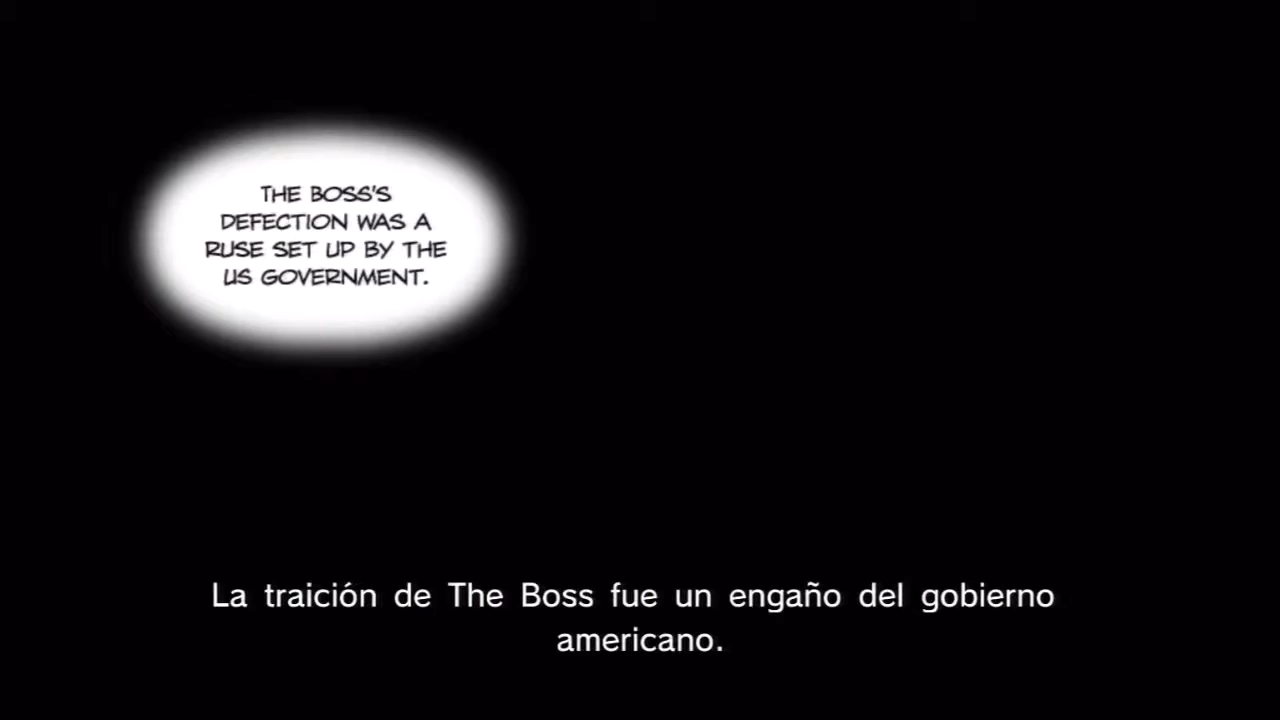 THE BOSS'S
DEFECTION WAS A
RUSE SET UP BY THE
US GOVERNMENT.
La traición de The Boss fue un engaño del gobierno
americano.